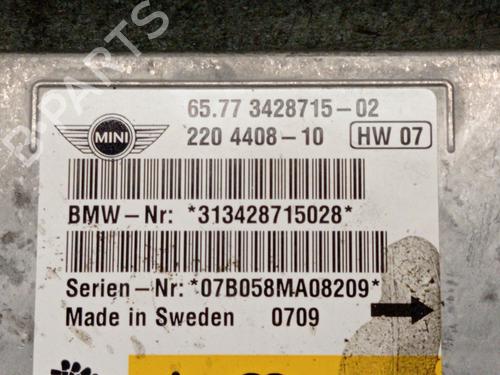 65.77 3428715-02
MINI
220 4408-10 HW 07
BMW-Nr: *313428715028*
Serien-Nr: *07B058MA08209*
Made in Sweden 0709
B-PARTS